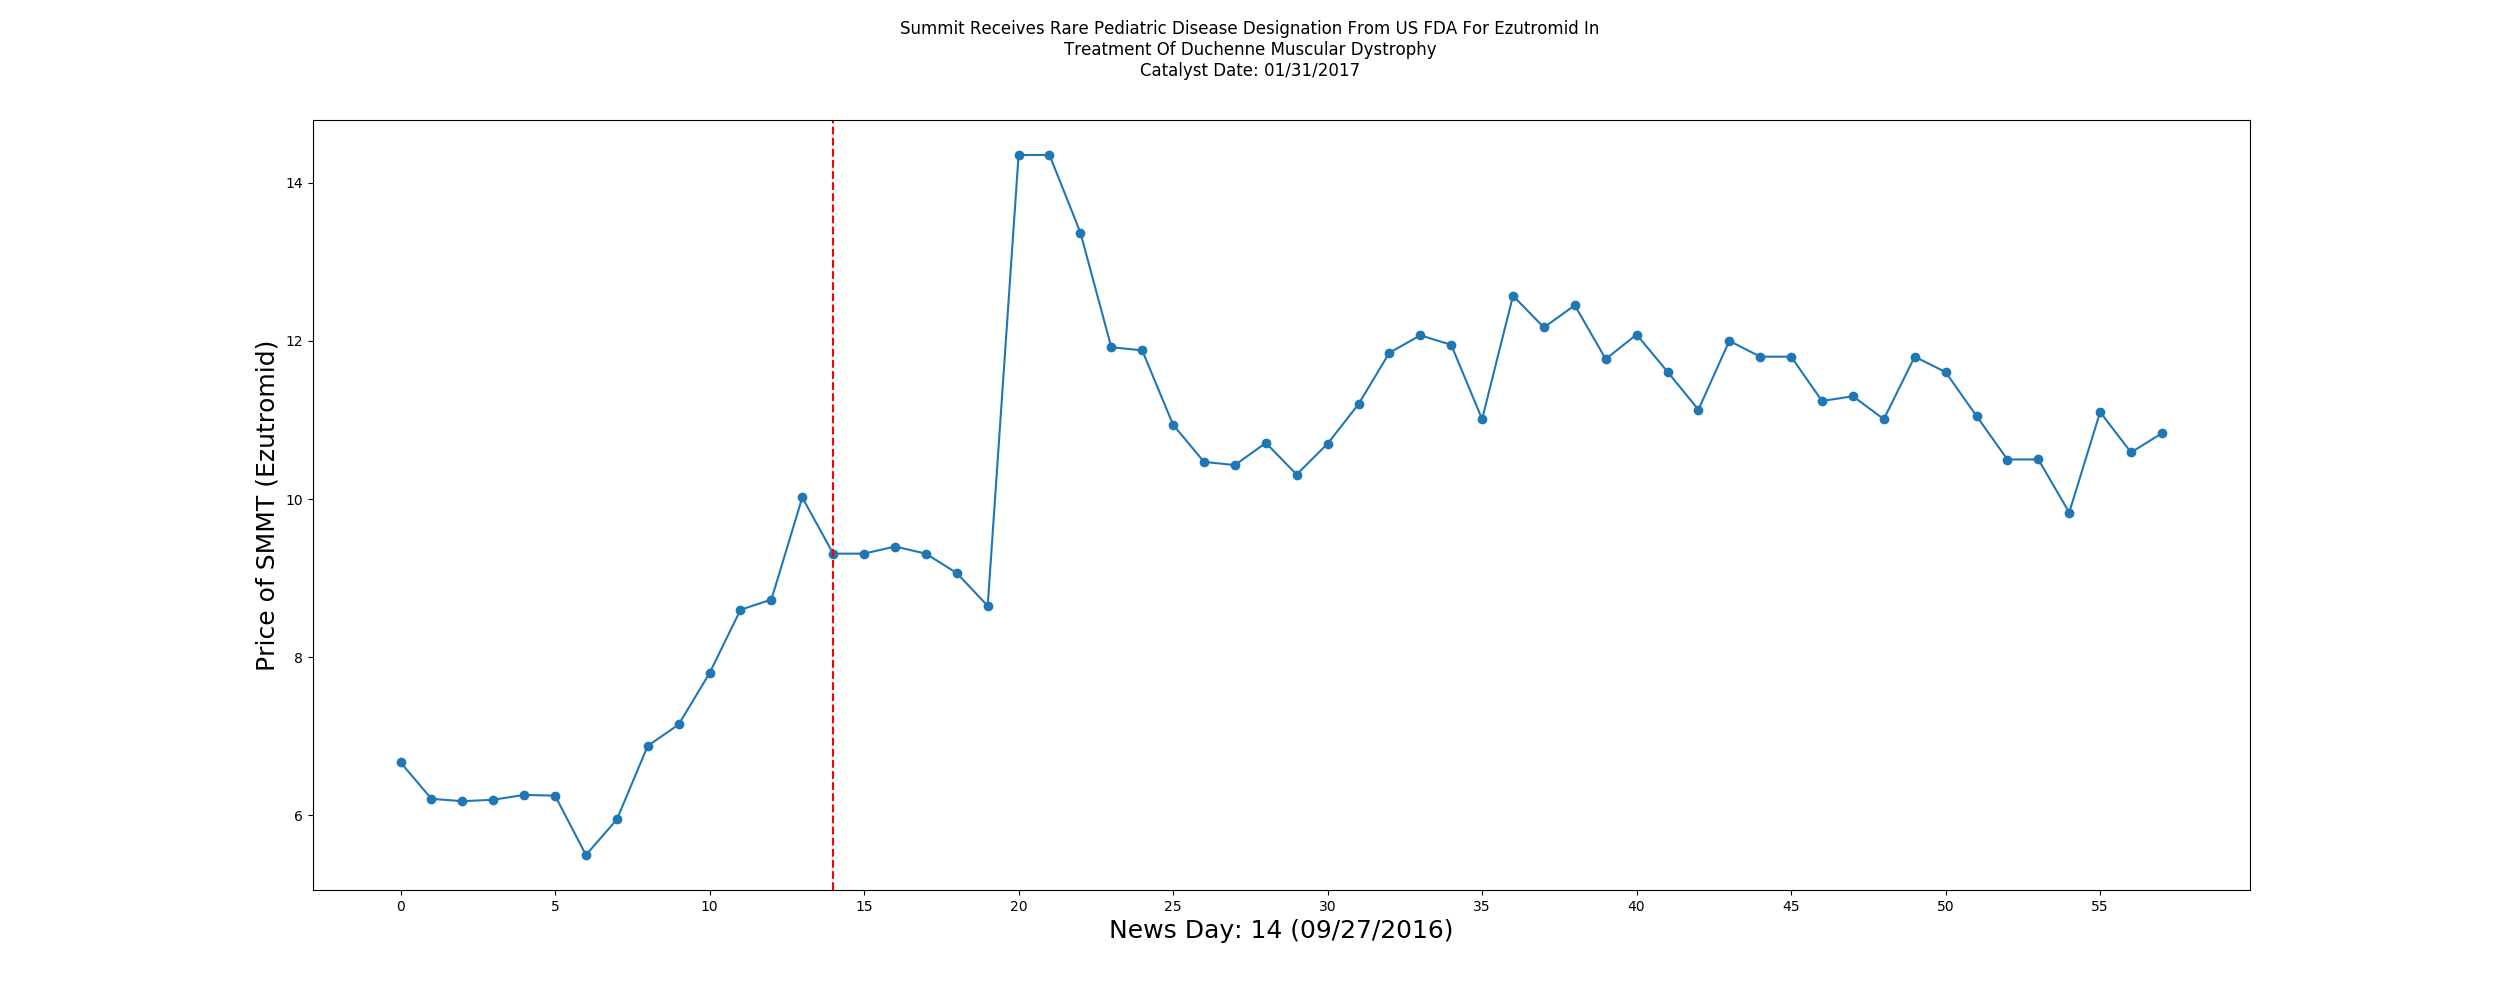 Summit Receives Rare Pediatric Disease Designation From US FDA For Ezutromid In
Treatment Of Duchenne Muscular Dystrophy
Catalyst Date: 01/31/2017
Price of SMMT (Ezutromid)
14
12
10
8
6
0 5 10 15 20 25 30 35 40 45 50 55
News Day: 14 (09/27/2016)